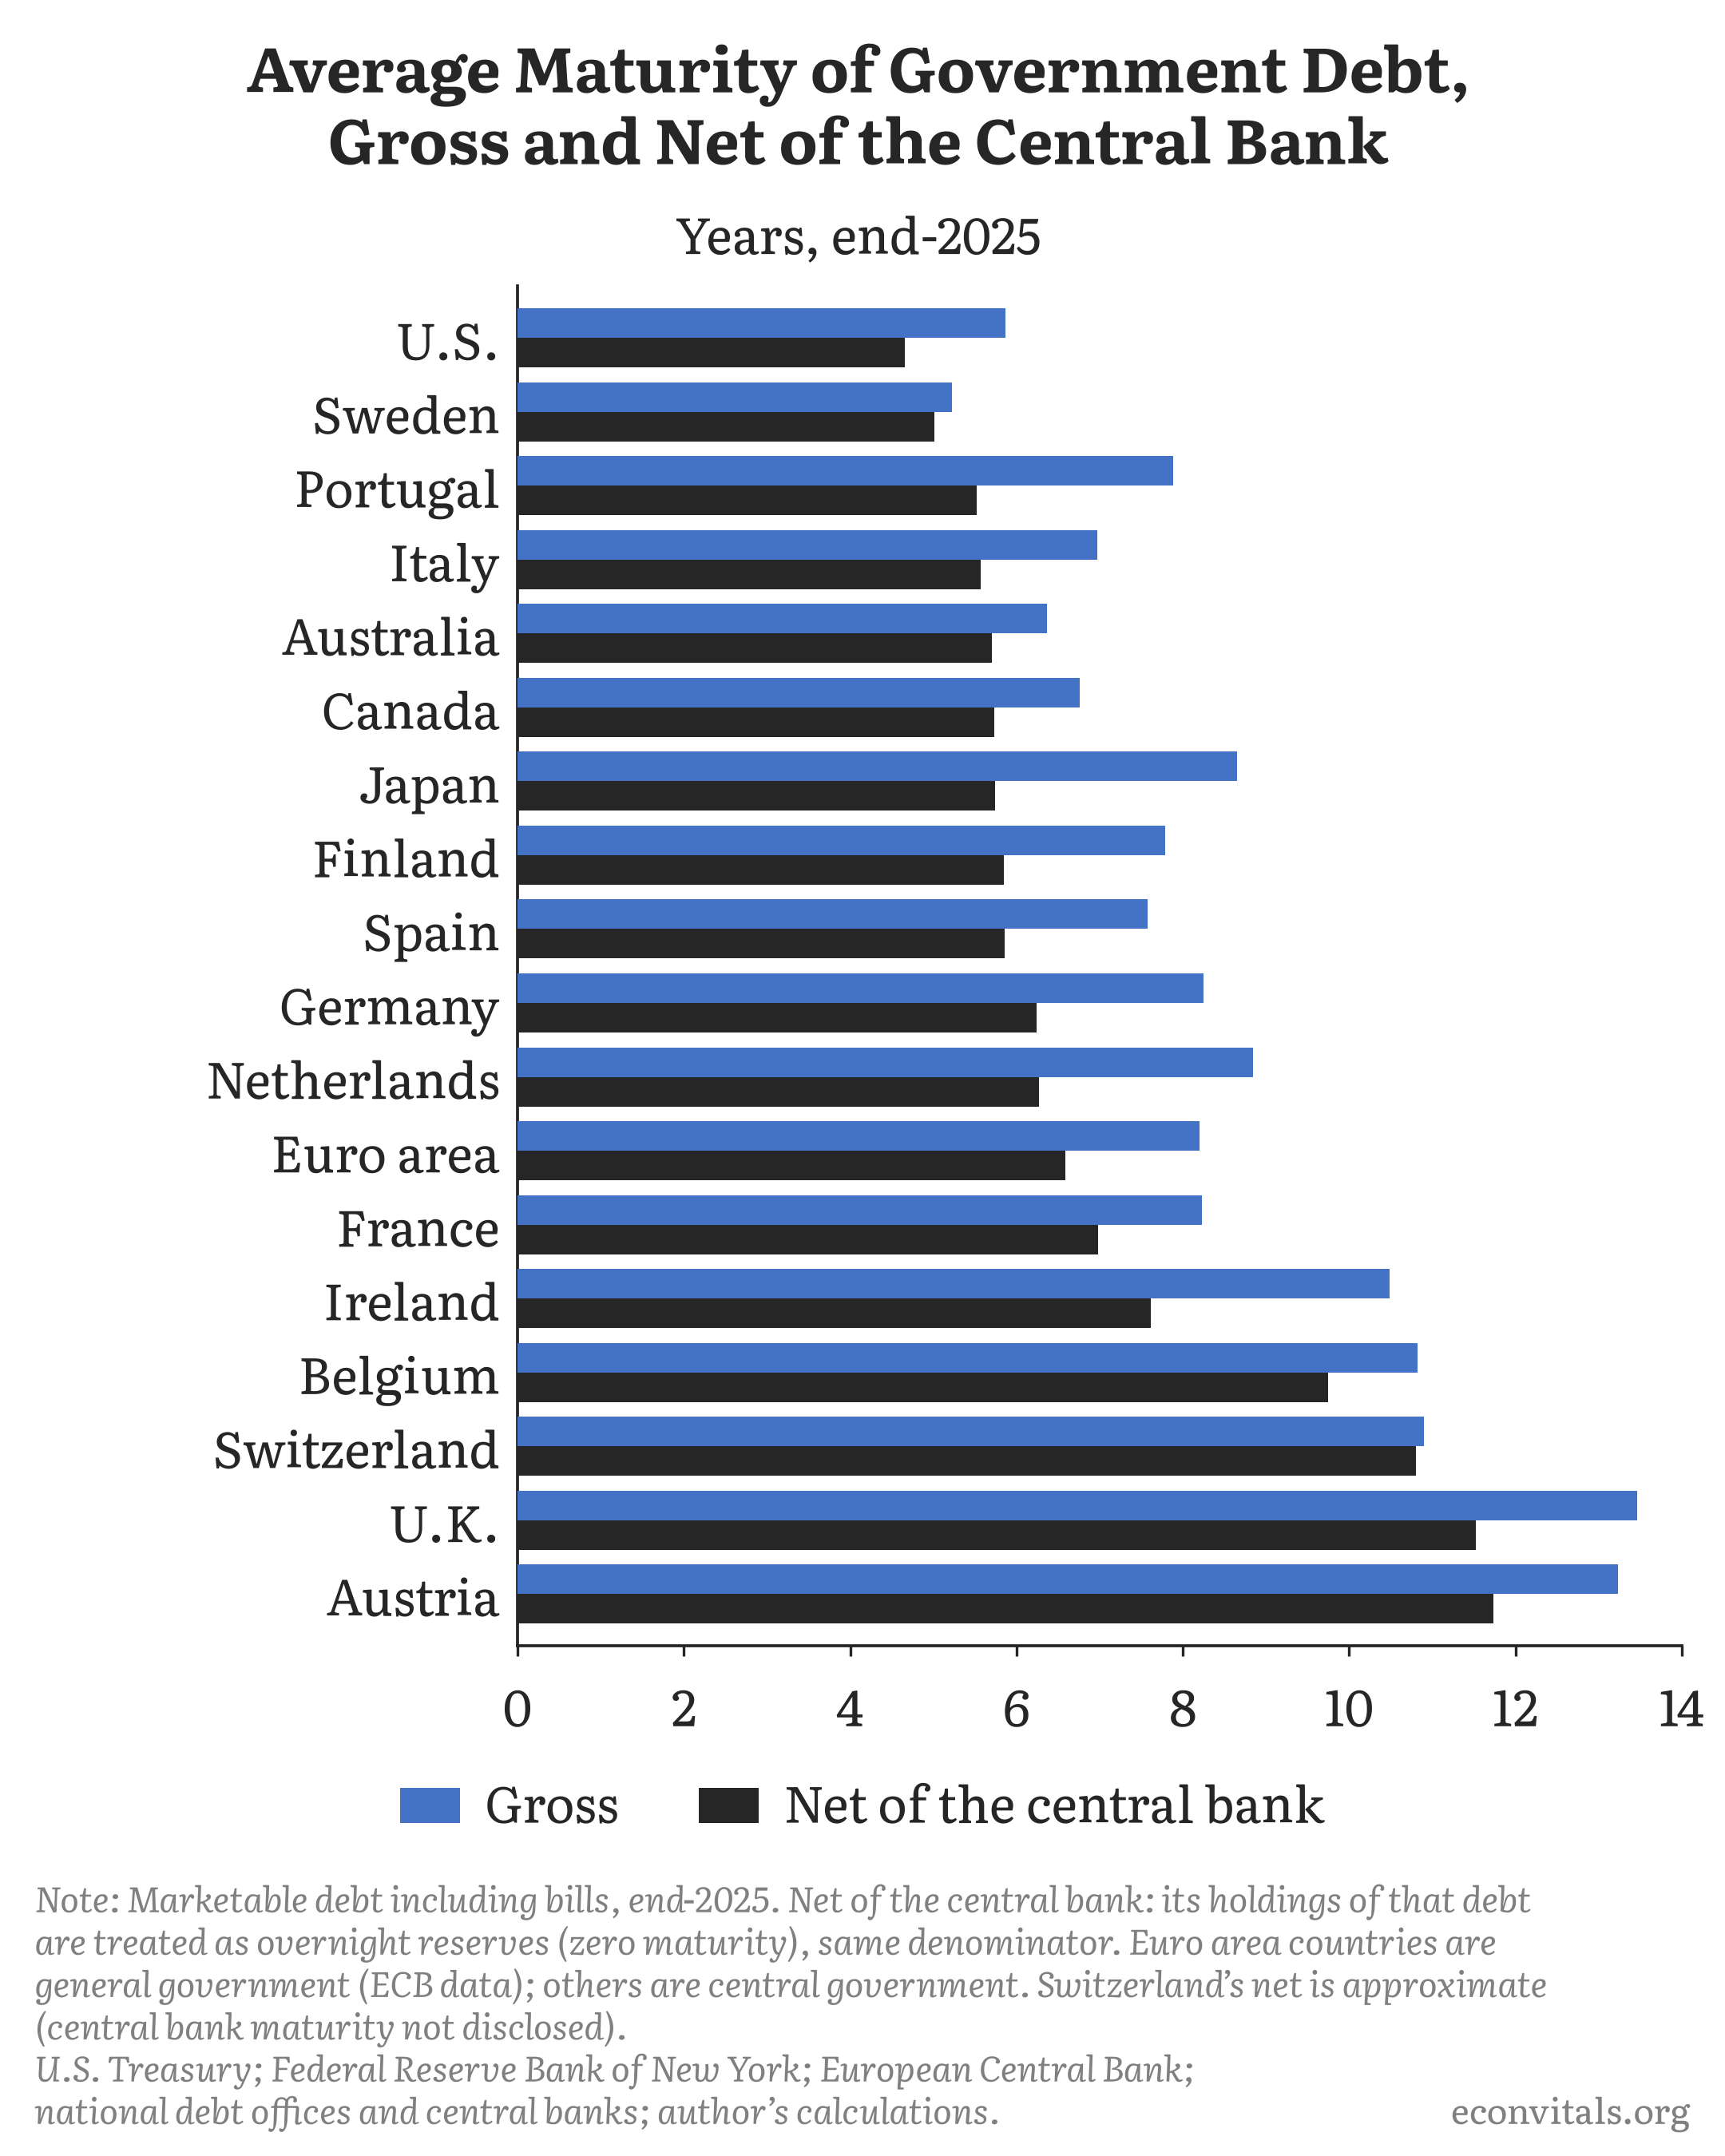 Average Maturity of Government Debt,
Gross and Net of the Central Bank
Years, end-2025
U.S.
Sweden
Portugal
Italy
Australia
Canada
Japan
Finland
Spain
Germany
Netherlands
Euro area
France
Ireland
Belgium
Switzerland
U.K.
Austria
0 2 4 6 8 10 12 14
Gross Net of the central bank
Note: Marketable debt including bills, end-2025. Net of the central bank: its holdings of that debt
are treated as overnight reserves (zero maturity), same denominator. Euro area countries are
general government (ECB data); others are central government. Switzerland’s net is approximate
(central bank maturity not disclosed).
U.S. Treasury; Federal Reserve Bank of New York; European Central Bank;
national debt offices and central banks; author’s calculations.
econvitals.org